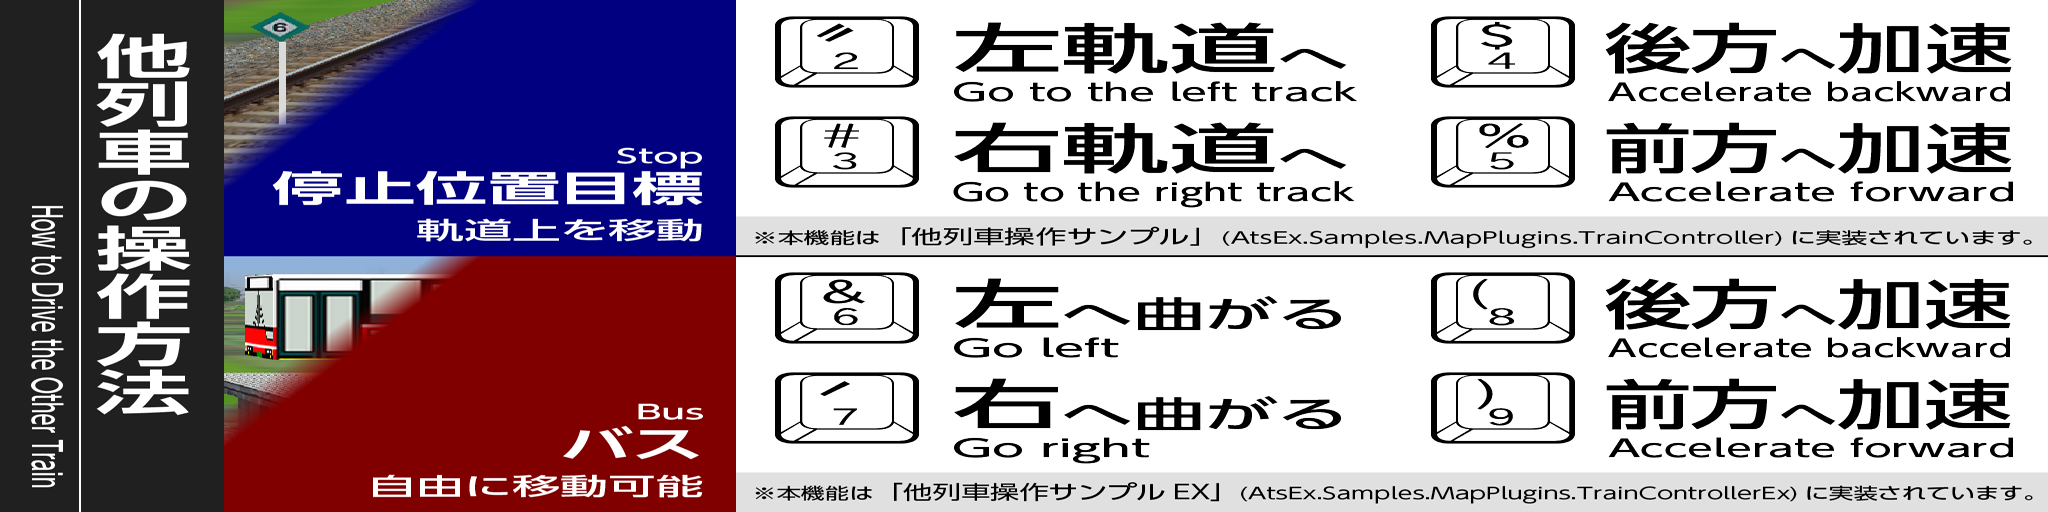 他列車の操作方法
How to Drive the Other Train
6
Stop
停止位置目標
軌道上を移動
"
2
左軌道へ
Go to the left track
$
4
後方へ加速
Accelerate backward
#
3
右軌道へ
Go to the right track
%
5
前方へ加速
Accelerate forward
※本機能は 「他列車操作サンプル」 (AtsEx.Samples.MapPlugins.TrainController) に実装されています。
Bus
バス
自由に移動可能
&
6
左へ曲がる
Go left
(
8
後方へ加速
Accelerate backward
'
7
右へ曲がる
Go right
)
9
前方へ加速
Accelerate forward
※本機能は 「他列車操作サンプル EX」 (AtsEx.Samples.MapPlugins.TrainControllerEx) に実装されています。